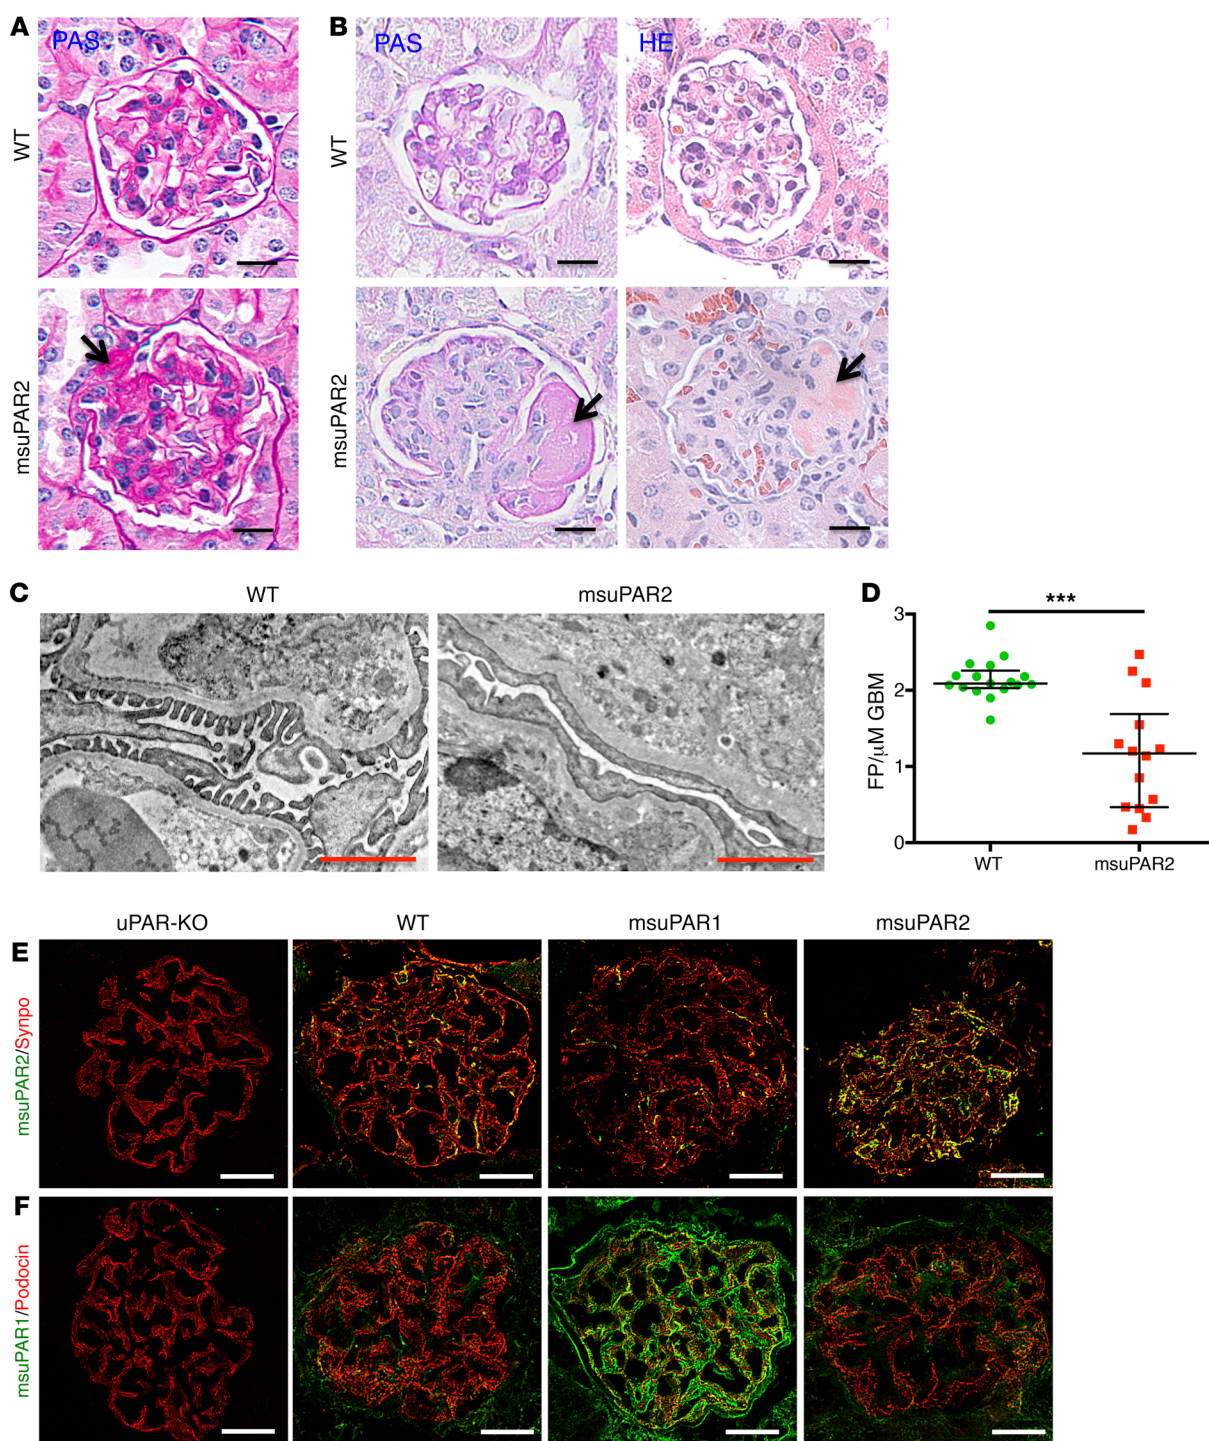 A
B
PAS
PAS
HE
WT
WT
msuPAR2
msuPAR2
C
WT
msuPAR2
D
***
FP/μM GBM
3
2
1
0
WT
msuPAR2
uPAR-KO
WT
msuPAR1
msuPAR2
E
msuPAR2/Synpo
F
msuPAR1/Podocin